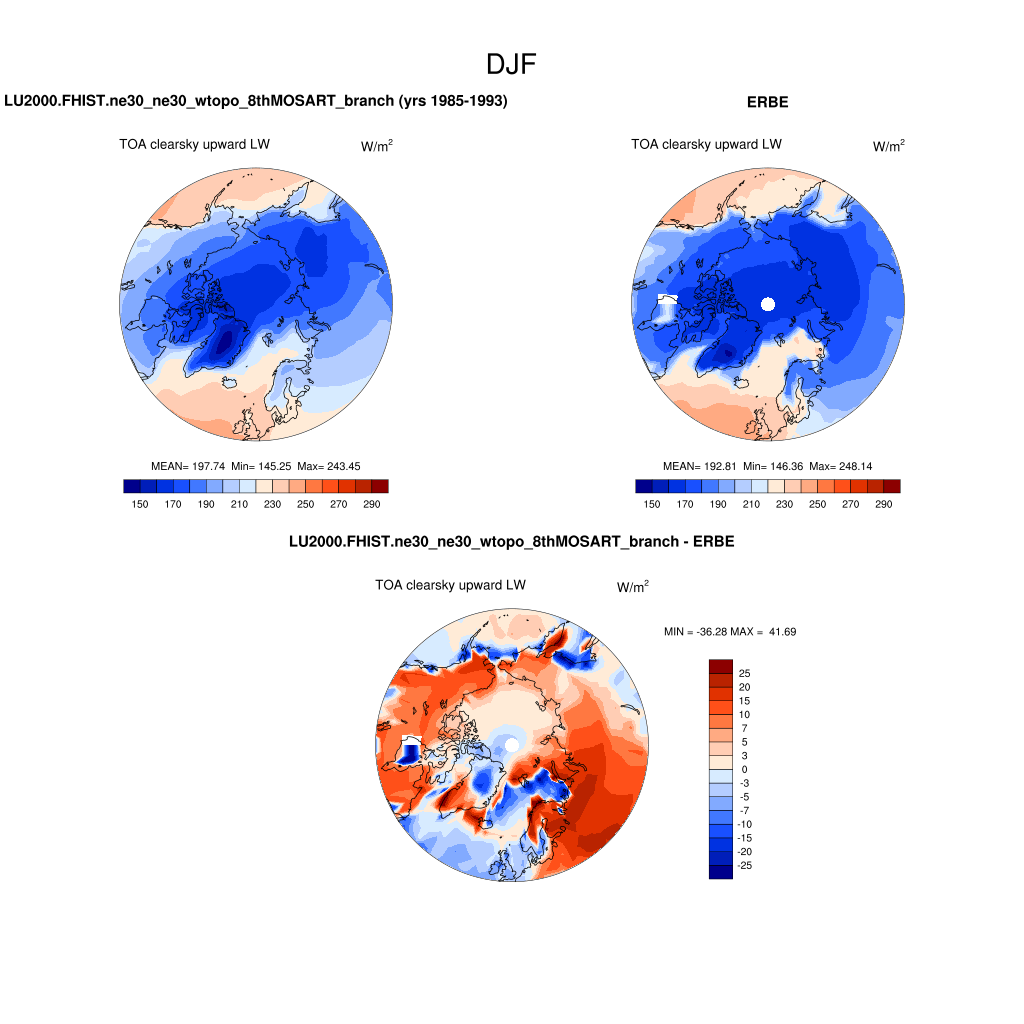 DJF
LU2000.FHIST.ne30_ne30_wtopo_8thMOSART_branch (yrs 1985-1993)
TOA clearsky upward LW W/m²
MEAN= 197.74 Min= 145.25 Max= 243.45
150 170 190 210 230 250 270 290
ERBE
TOA clearsky upward LW W/m²
MEAN= 192.81 Min= 146.36 Max= 248.14
150 170 190 210 230 250 270 290
LU2000.FHIST.ne30_ne30_wtopo_8thMOSART_branch - ERBE
TOA clearsky upward LW W/m²
MIN = -36.28 MAX = 41.69
25
20
15
10
7
5
3
0
-3
-5
-7
-10
-15
-20
-25